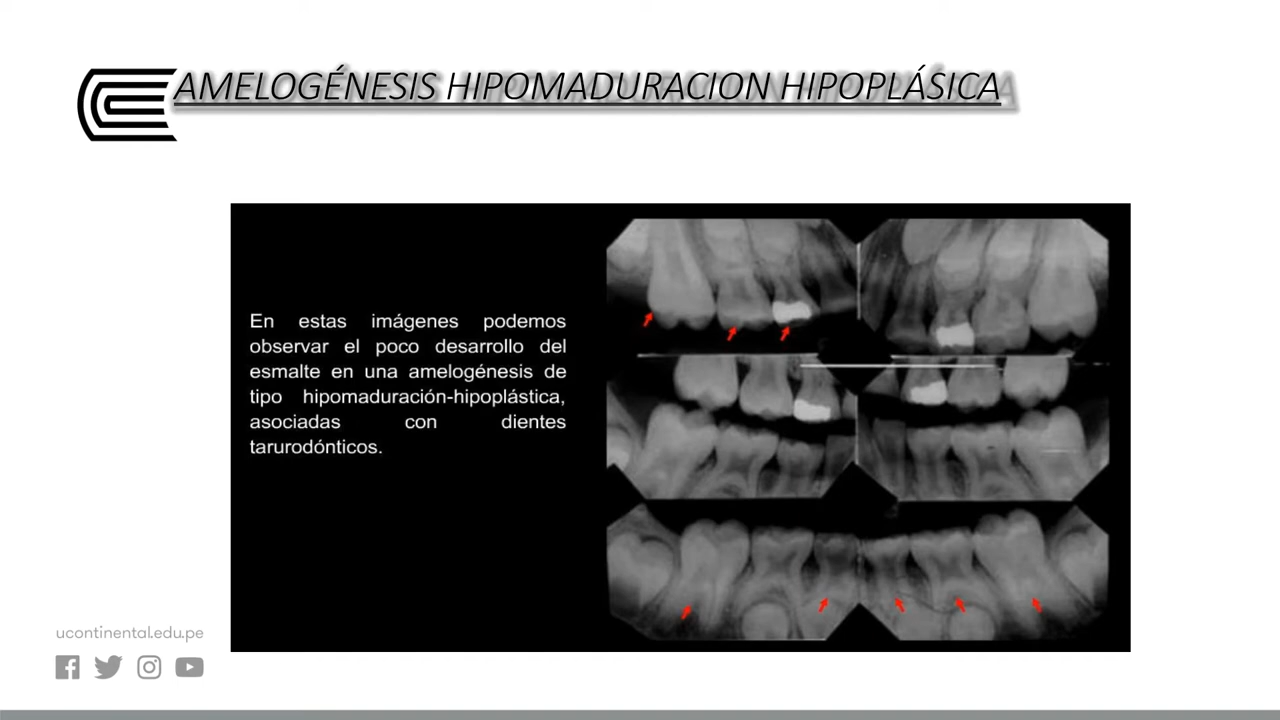 AMELOGÉNESIS HIPOMADURACION HIPOPLÁSICA
En estas imágenes podemos
observar el poco desarrollo del
esmalte en una amelogénesis de
tipo hipomaduración-hipoplástica,
asociadas con dientes
tarurodónticos.
ucontinental.edu.pe